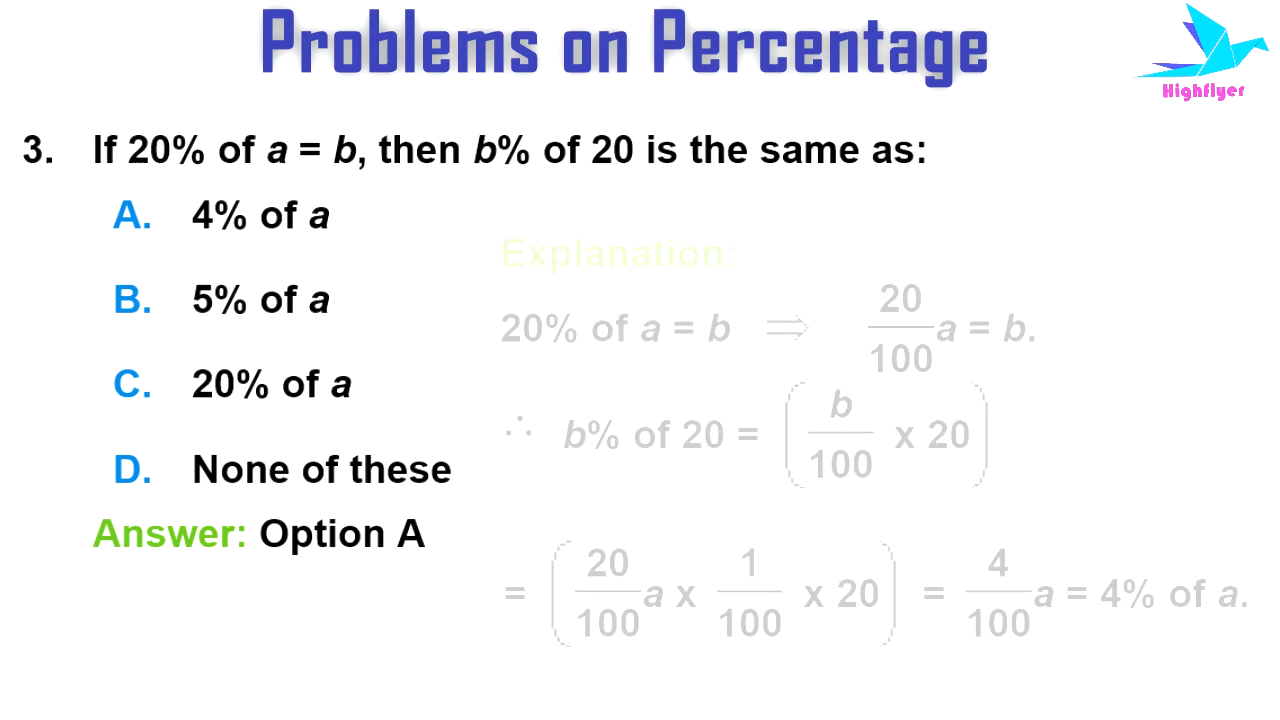 Problems on Percentage
Highflyer
3. If 20% of a = b, then b% of 20 is the same as:
A. 4% of a
B. 5% of a
C. 20% of a
D. None of these
Answer: Option A
Explanation:
20% of a = b ⇒ 20/100 a = b.
∴ b% of 20 = (b/100 x 20)
= (20/100 a x 1/100 x 20) = 4/100 a = 4% of a.